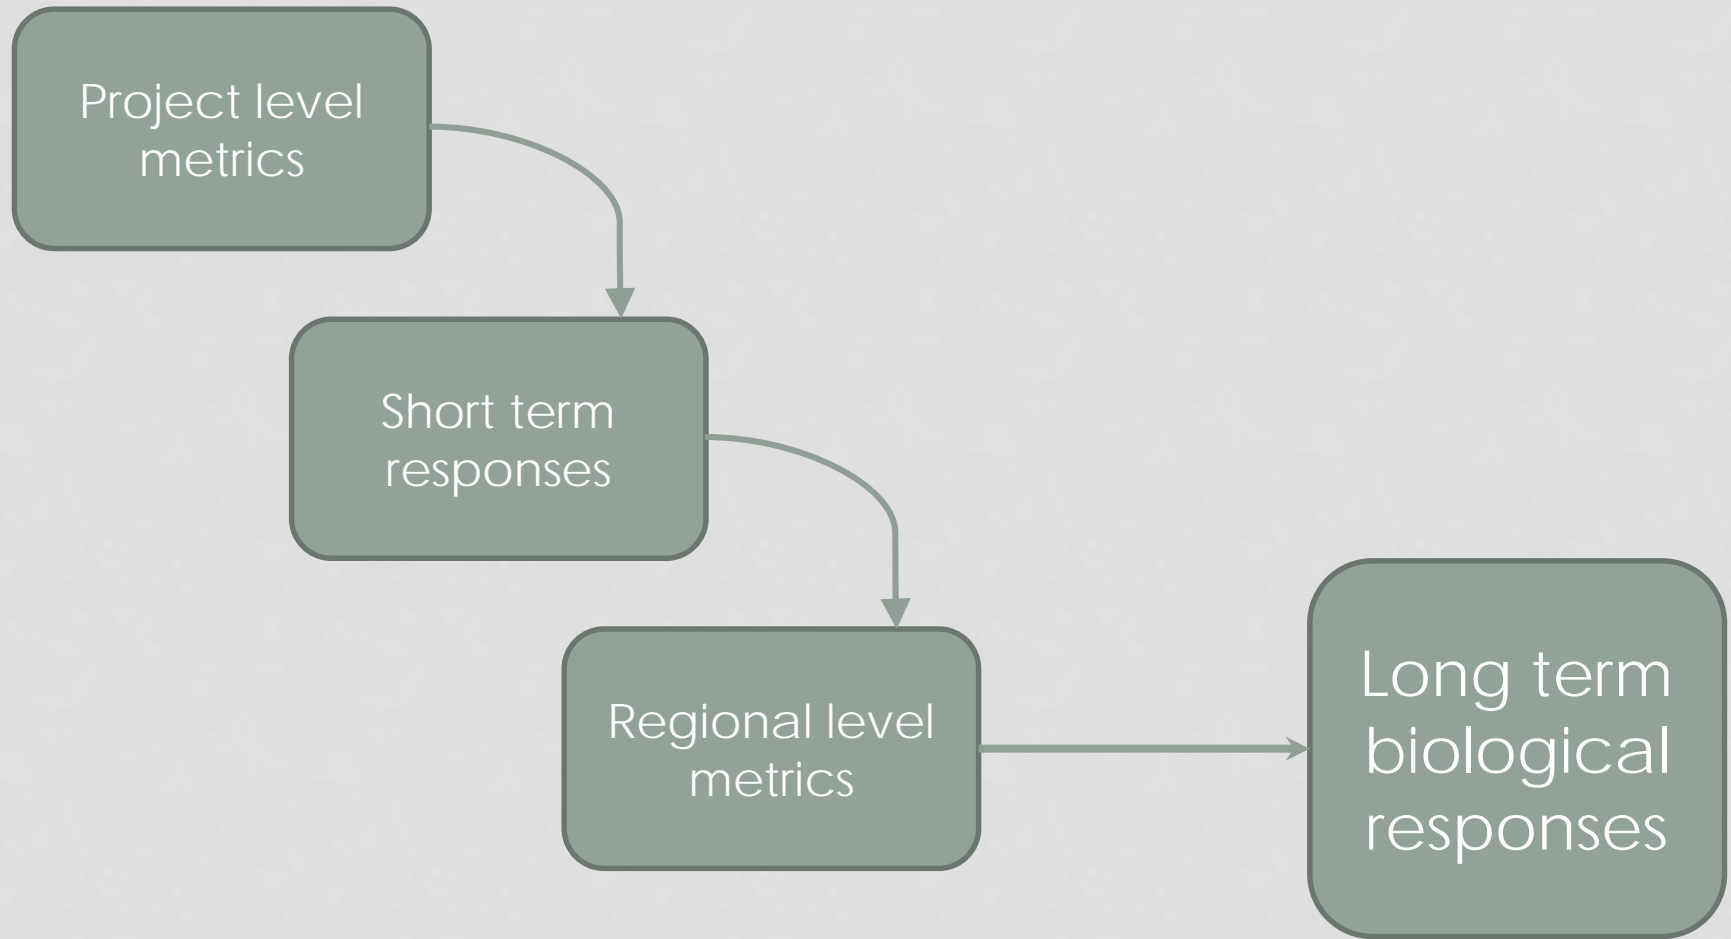 Project level
metrics
Short term
responses
Regional level
metrics
Long term
biological
responses